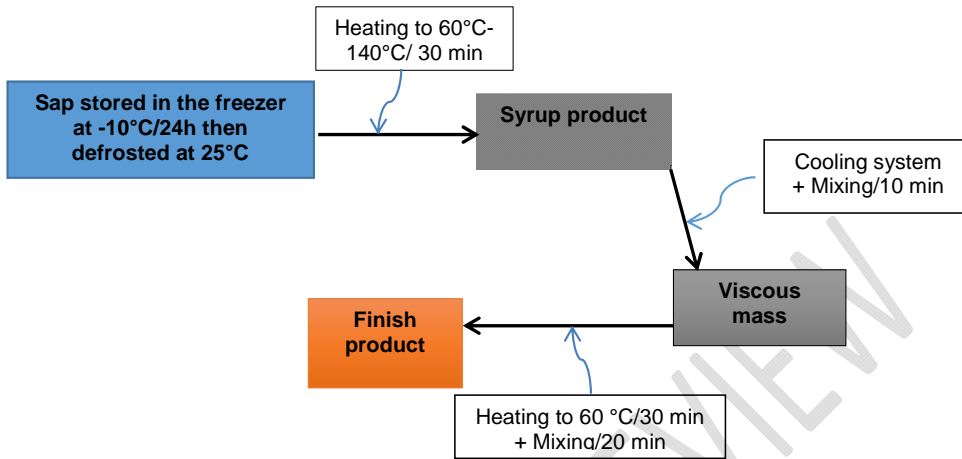 Heating to 60°C-
140°C/ 30 min
Sap stored in the freezer
at -10°C/24h then
defrosted at 25°C
Syrup product
Cooling system
+ Mixing/10 min
Viscous
mass
Finish
product
Heating to 60 °C/30 min
+ Mixing/20 min